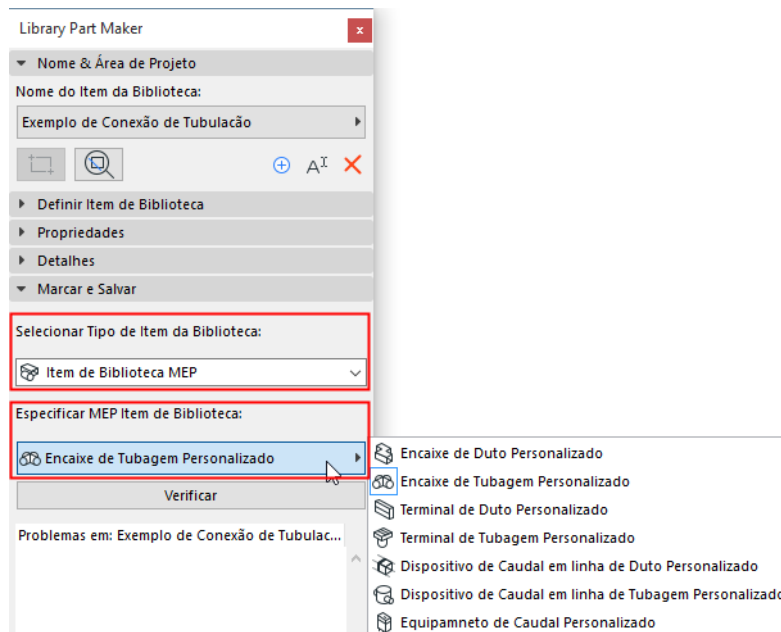 Library Part Maker
x
Nome & Área de Projeto
Nome do Item da Biblioteca:
Exemplo de Conexão de Tubulacão
A
Definir Item de Biblioteca
Propriedades
Detalhes
Marcar e Salvar
Selecionar Tipo de Item da Biblioteca:
Item de Biblioteca MEP
Especificar MEP Item de Biblioteca:
Encaixe de Tubagem Personalizado
Verificar
Problemas em: Exemplo de Conexão de Tubulac...
Encaixe de Duto Personalizado
Encaixe de Tubagem Personalizado
Terminal de Duto Personalizado
Terminal de Tubagem Personalizado
Dispositivo de Caudal em linha de Duto Personalizado
Dispositivo de Caudal em linha de Tubagem Personalizado
Equipamneto de Caudal Personalizado